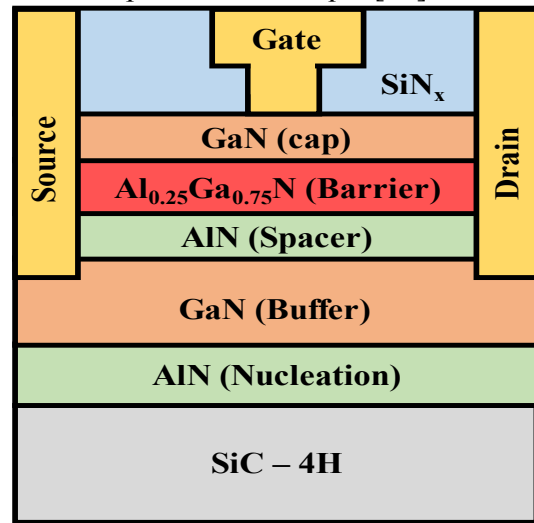 Gate
SiNₓ
Source
Drain
GaN (cap)
Al₀.₂₅Ga₀.₇₅N (Barrier)
AlN (Spacer)
GaN (Buffer)
AlN (Nucleation)
SiC – 4H